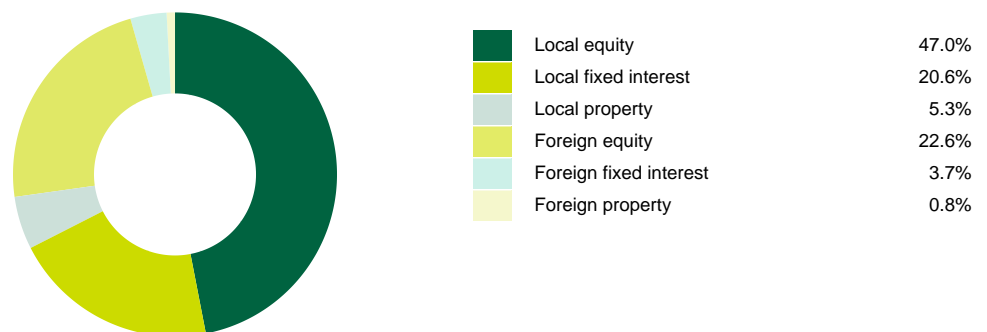 Local equity 47.0%
Local fixed interest 20.6%
Local property 5.3%
Foreign equity 22.6%
Foreign fixed interest 3.7%
Foreign property 0.8%